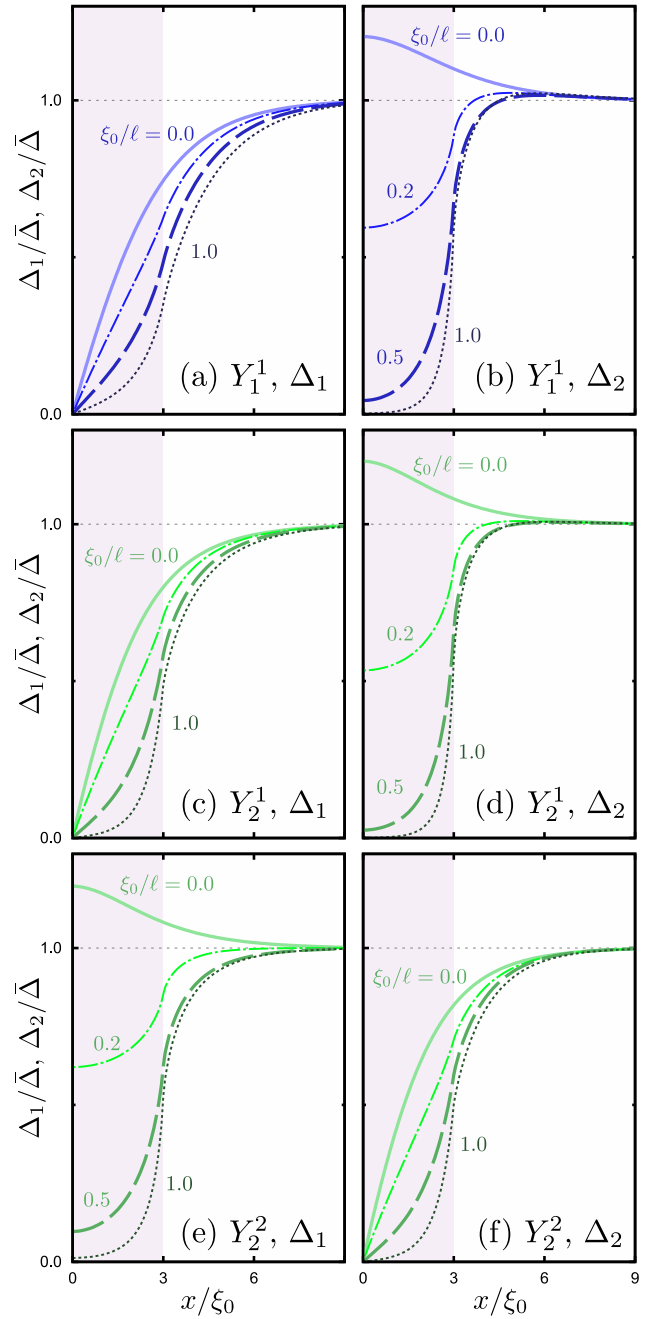 ξ₀/ℓ = 0.0
1.0
ξ₀/ℓ = 0.0
0.2
Δ₁/Δ̄, Δ₂/Δ̄
1.0
0.5
1.0
(a) Y₁¹, Δ₁
(b) Y₁¹, Δ₂
0.0
ξ₀/ℓ = 0.0
1.0
ξ₀/ℓ = 0.0
0.2
Δ₁/Δ̄, Δ₂/Δ̄
1.0
0.5
1.0
(c) Y₂¹, Δ₁
(d) Y₂¹, Δ₂
0.0
ξ₀/ℓ = 0.0
1.0
ξ₀/ℓ = 0.0
0.2
Δ₁/Δ̄, Δ₂/Δ̄
0.5
1.0
1.0
(e) Y₂², Δ₁
(f) Y₂², Δ₂
0.0
0 3 6 0 3 6 9
x/ξ₀ x/ξ₀